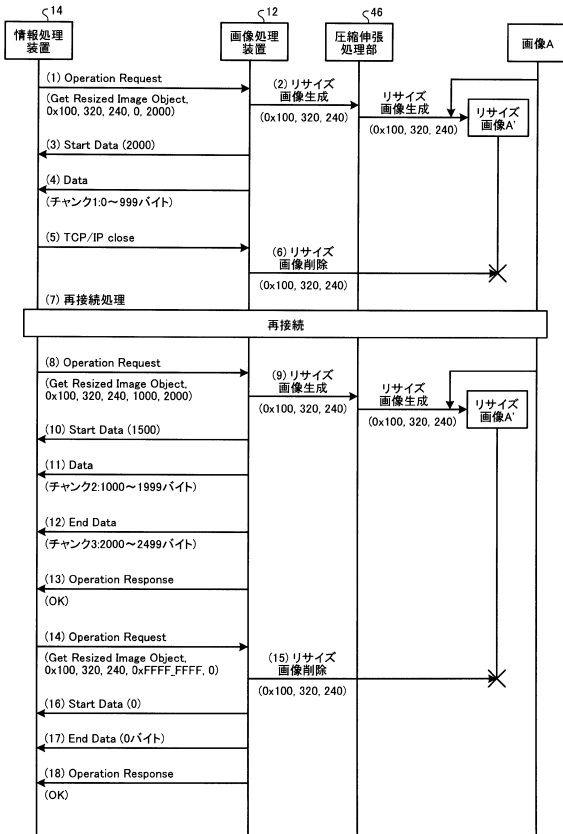 14
12
46
情報処理
装置
画像処理
装置
圧縮伸張
処理部
画像A
(1) Operation Request
(Get Resized Image Object,
0x100, 320, 240, 0, 2000)
(2) リサイズ
画像生成
(0x100, 320, 240)
リサイズ
画像生成
(0x100, 320, 240)
リサイズ
画像A'
(3) Start Data (2000)
(4) Data
(チャンク1:0～999バイト)
(5) TCP/IP close
(6) リサイズ
画像削除
(0x100, 320, 240)
(7) 再接続処理
再接続
(8) Operation Request
(Get Resized Image Object,
0x100, 320, 240, 1000, 2000)
(9) リサイズ
画像生成
(0x100, 320, 240)
リサイズ
画像生成
(0x100, 320, 240)
リサイズ
画像A'
(10) Start Data (1500)
(11) Data
(チャンク2:1000～1999バイト)
(12) End Data
(チャンク3:2000～2499バイト)
(13) Operation Response
(OK)
(14) Operation Request
(Get Resized Image Object,
0x100, 320, 240, 0xFFFF_FFFF, 0)
(15) リサイズ
画像削除
(0x100, 320, 240)
(16) Start Data (0)
(17) End Data (0バイト)
(18) Operation Response
(OK)